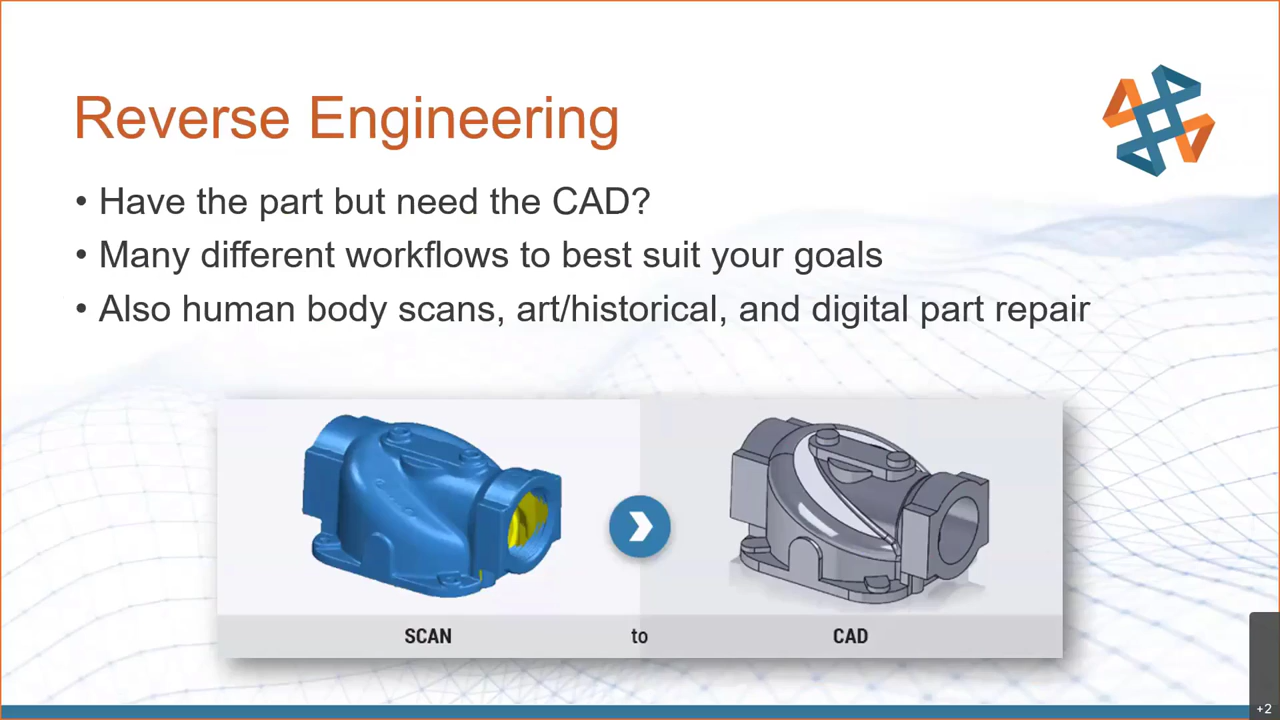 Reverse Engineering
• Have the part but need the CAD?
• Many different workflows to best suit your goals
• Also human body scans, art/historical, and digital part repair
SCAN to CAD
+2